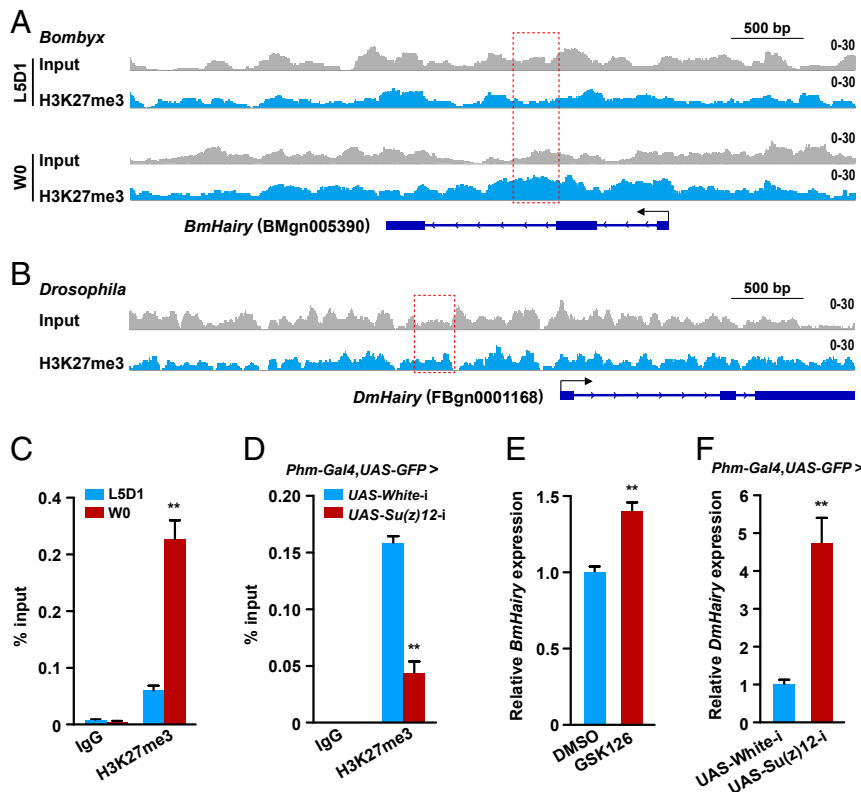 A
Bombyx
500 bp
L5D1
Input
0-30
H3K27me3
0-30
W0
Input
0-30
H3K27me3
0-30
BmHairy (BMgn005390)
B
Drosophila
500 bp
Input
0-30
H3K27me3
0-30
DmHairy (FBgn0001168)
C
L5D1
W0
**
% input
0.4
0.2
0.2
0.1
0
IgG
H3K27me3
D
Phm-Gal4,UAS-GFP >
UAS-White-i
UAS-Su(z)12-i
**
% input
0.20
0.15
0.10
0.05
0
IgG
H3K27me3
E
**
Relative BmHairy expression
1.5
1.0
0.5
0
DMSO
GSK126
F
Phm-Gal4,UAS-GFP >
**
Relative DmHairy expression
6
5
4
3
2
1
0
UAS-White-i
UAS-Su(z)12-i